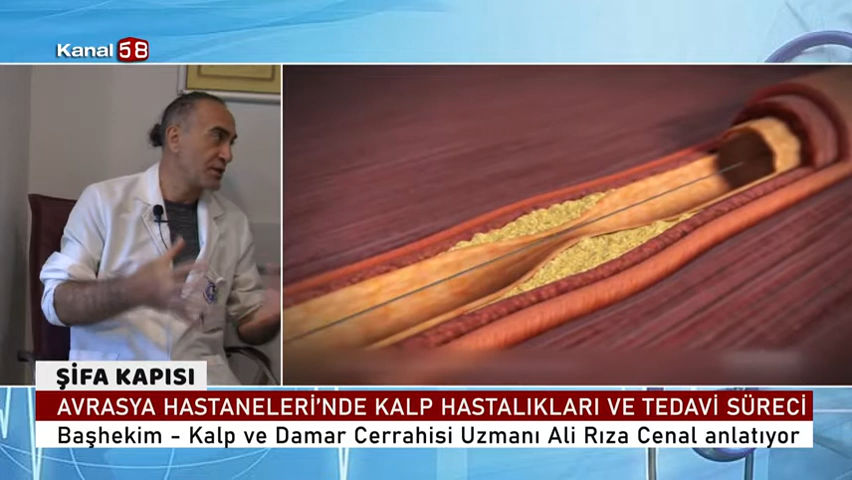 Kanal 58
ŞİFA KAPISI
AVRASYA HASTANELERİ'NDE KALP HASTALIKLARI VE TEDAVİ SÜRECİ
Başhekim - Kalp ve Damar Cerrahisi Uzmanı Ali Rıza Cenal anlatıyor